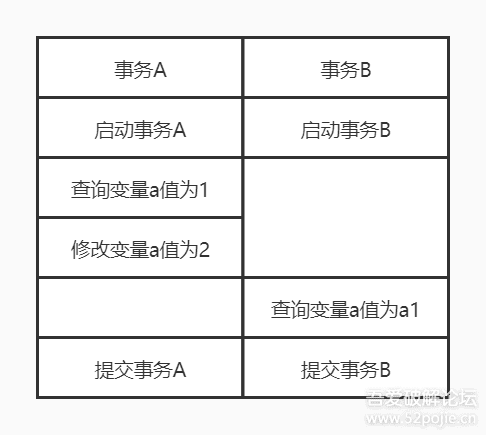 事务A
事务B
启动事务A
启动事务B
查询变量a值为1
修改变量a值为2
查询变量a值为a1
提交事务A
提交事务B
吾爱破解论坛
www.52pojie.cn